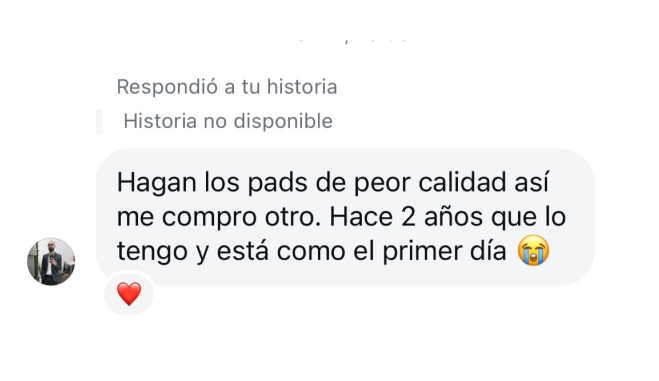 Respondió a tu historia
Historia no disponible
Hagan los pads de peor calidad así
me compro otro. Hace 2 años que lo
tengo y está como el primer día 😭
❤️